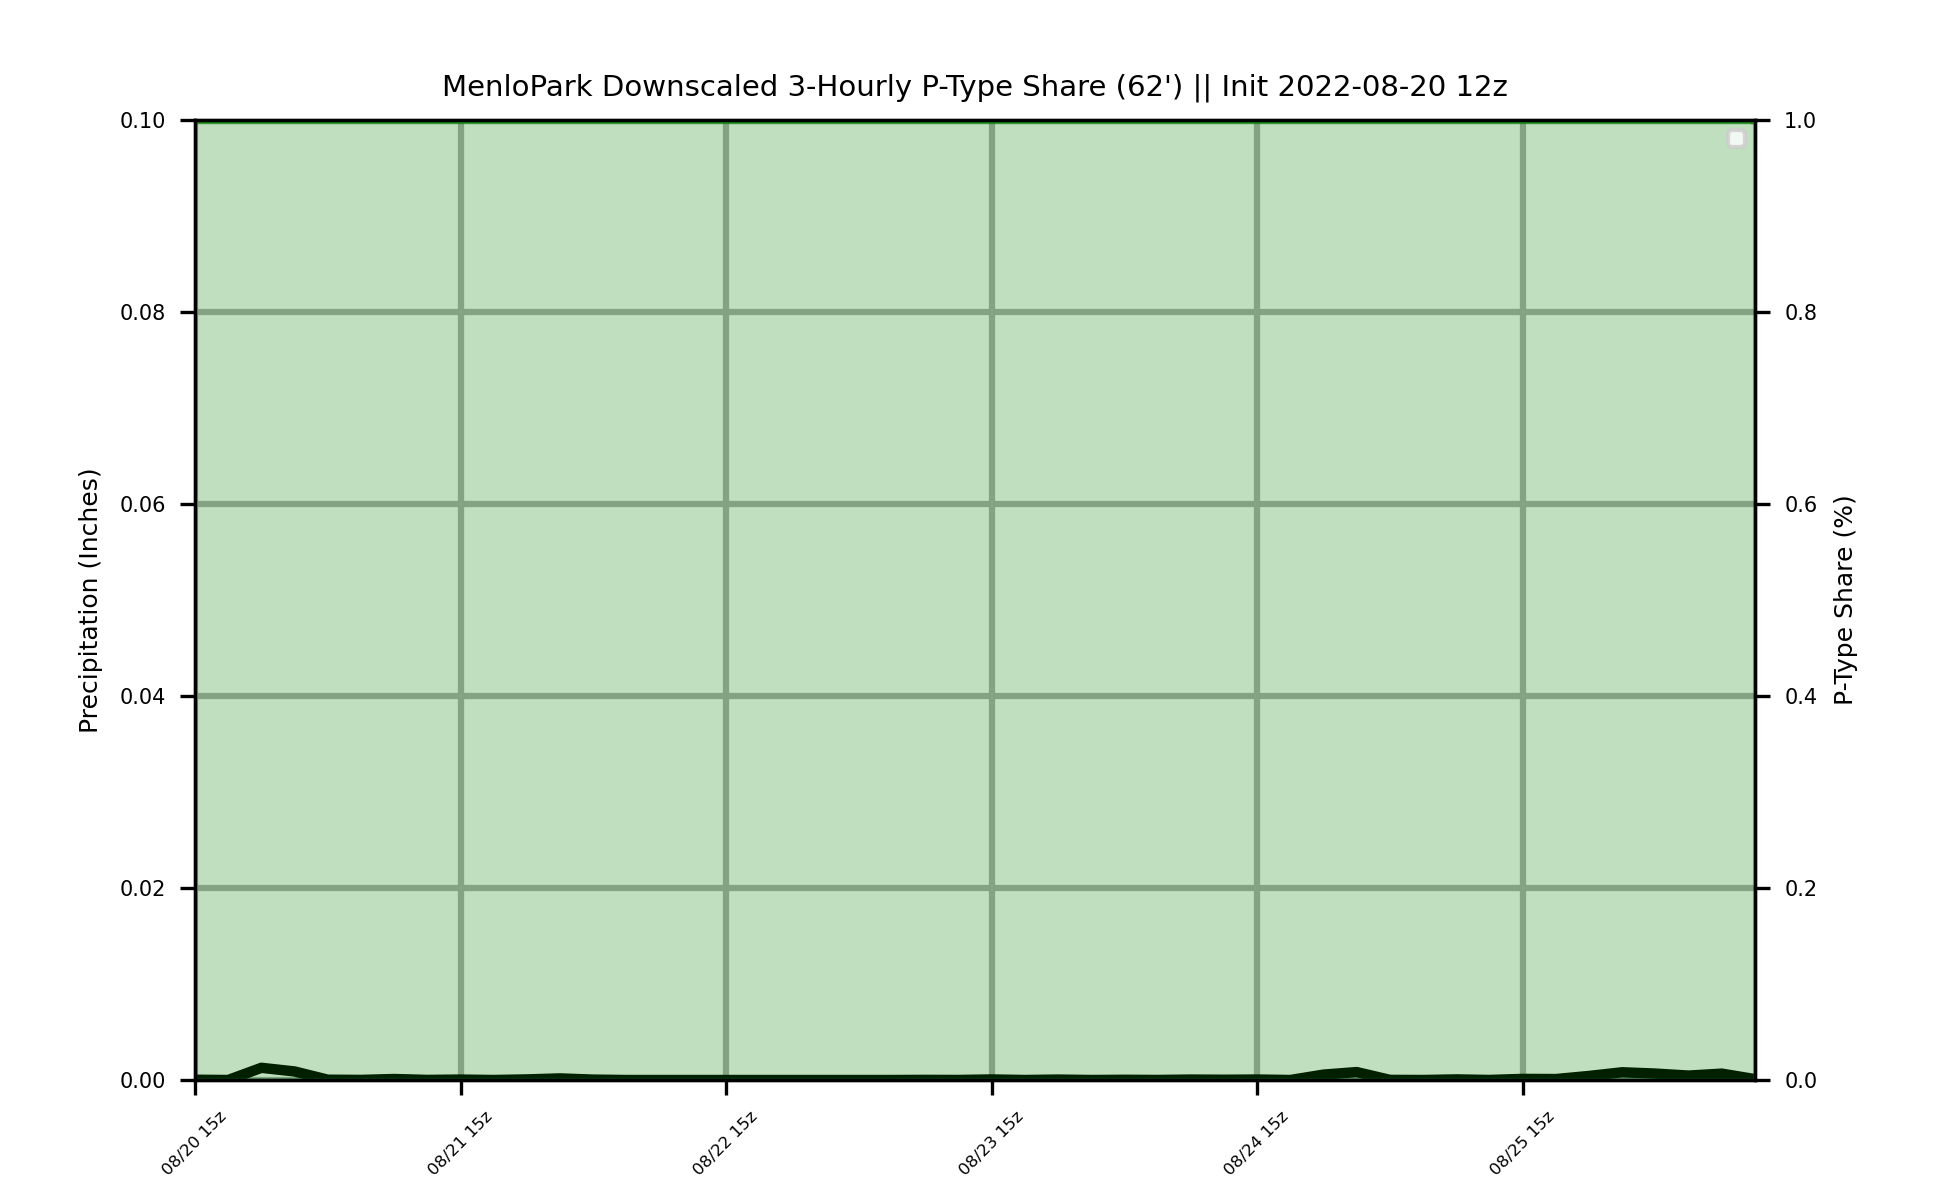 MenloPark Downscaled 3-Hourly P-Type Share (62') || Init 2022-08-20 12z
0.10
0.08
0.06
0.04
0.02
0.00
Precipitation (Inches)
1.0
0.8
0.6
0.4
0.2
0.0
P-Type Share (%)
08/20 15z
08/21 15z
08/22 15z
08/23 15z
08/24 15z
08/25 15z